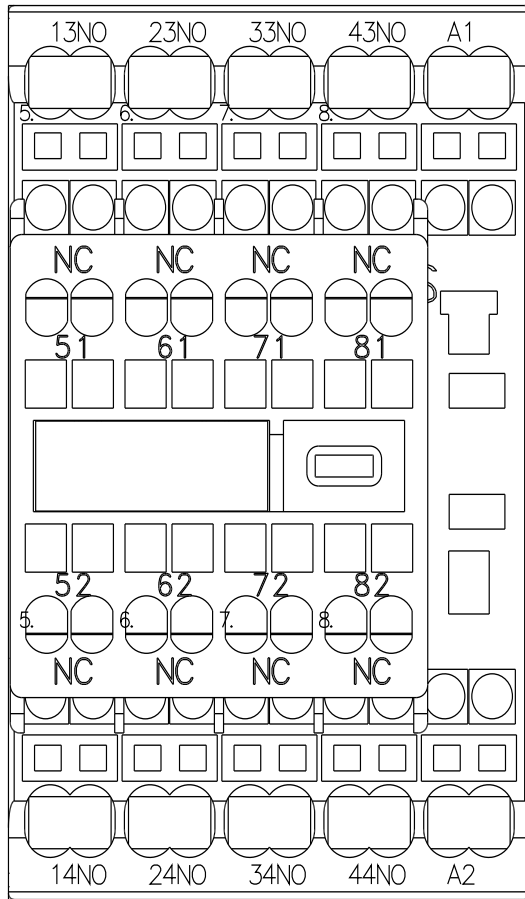 13NO 23NO 33NO 43NO A1
5. 6. 7. 8.
NC NC NC NC
51 61 71 81
52 62 72 82
5. 6. 7. 8.
NC NC NC NC
14NO 24NO 34NO 44NO A2